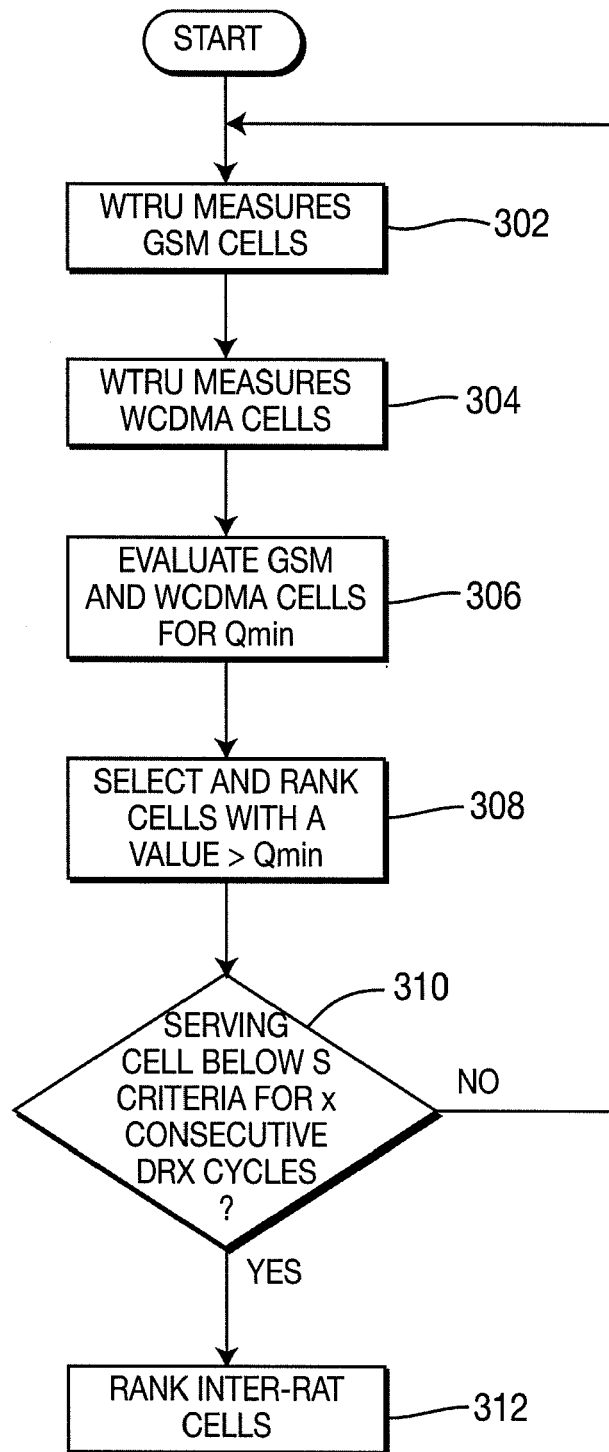 START
WTRU MEASURES
GSM CELLS
302
WTRU MEASURES
WCDMA CELLS
304
EVALUATE GSM
AND WCDMA CELLS
FOR Qmin
306
SELECT AND RANK
CELLS WITH A
VALUE > Qmin
308
310
SERVING
CELL BELOW S
CRITERIA FOR x
CONSECUTIVE
DRX CYCLES
?
NO
YES
RANK INTER-RAT
CELLS
312